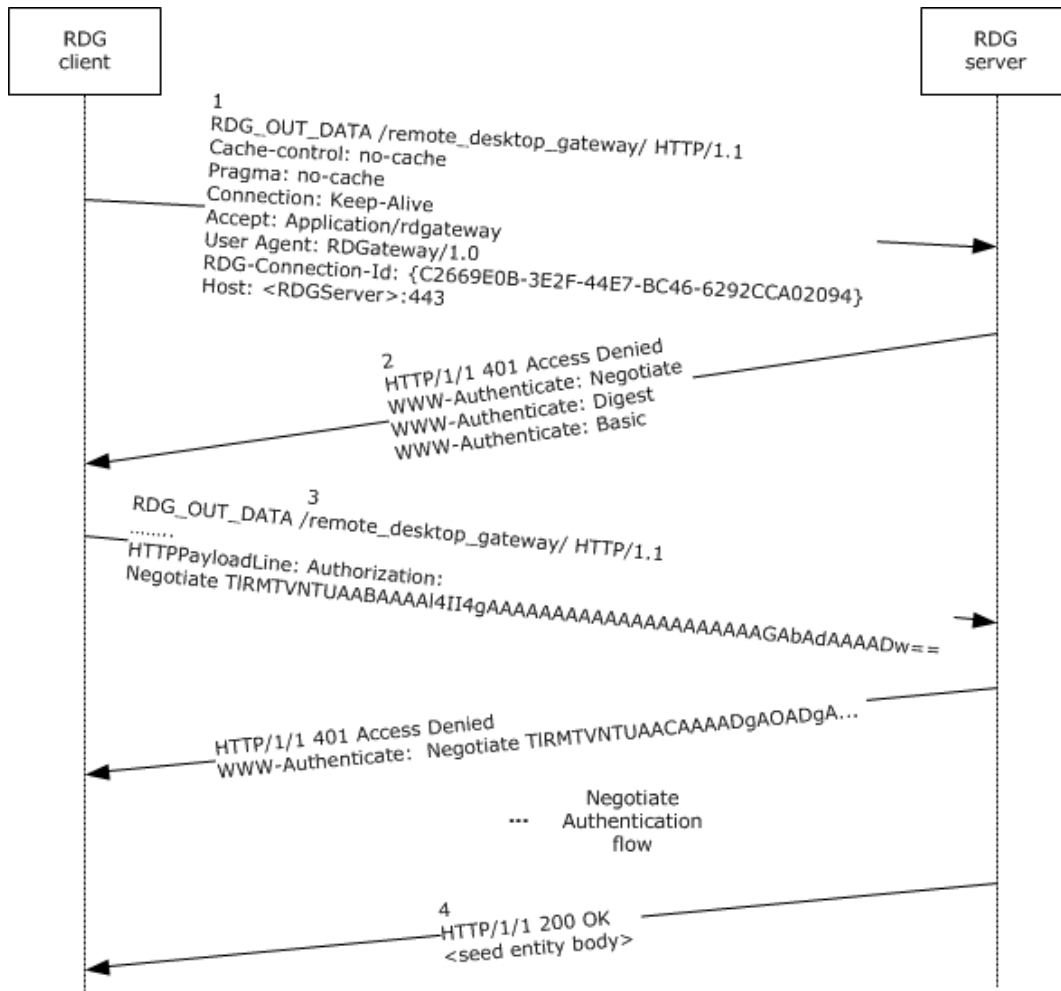 RDG
client
RDG
server
1
RDG_OUT_DATA /remote_desktop_gateway/ HTTP/1.1
Cache-control: no-cache
Pragma: no-cache
Connection: Keep-Alive
Accept: Application/rdgateway
User Agent: RDGateway/1.0
RDG-Connection-Id: {C2669E0B-3E2F-44E7-BC46-6292CCA02094}
Host: <RDGServer>:443
2
HTTP/1/1 401 Access Denied
WWW-Authenticate: Negotiate
WWW-Authenticate: Digest
WWW-Authenticate: Basic
3
RDG_OUT_DATA /remote_desktop_gateway/ HTTP/1.1
........
HTTPPayloadLine: Authorization:
Negotiate TlRMTVNTUAABAAAAl4II4gAAAAAAAAAAAAAAAAAAAAAGAbAdAAAADw==
HTTP/1/1 401 Access Denied
WWW-Authenticate: Negotiate TlRMTVNTUAACAAAADgAOADgA...
... Negotiate
Authentication
flow
4
HTTP/1/1 200 OK
<seed entity body>